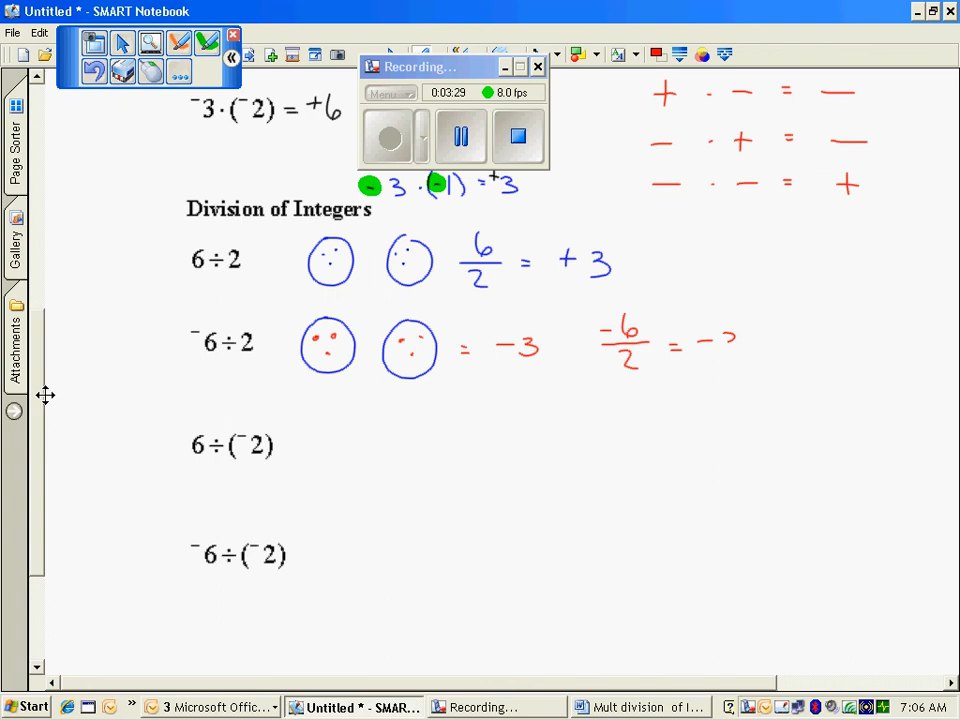 Untitled * - SMART Notebook
File Edit
Recording...
Menu
0:03:29 8.0 fps
Page Sorter
Gallery
Attachments
⁻3·(⁻2) = +6
+ · - = -
- · + = -
- · - = +
- 3 · (-1) = +3
Division of Integers
6÷2 6/2 = + 3
⁻6÷2 = -3 -6/2 = -
6÷(⁻2)
⁻6÷(⁻2)
Start » 3 Microsoft Offic... Untitled * - SMAR... Recording... Mult division of I... 7:06 AM